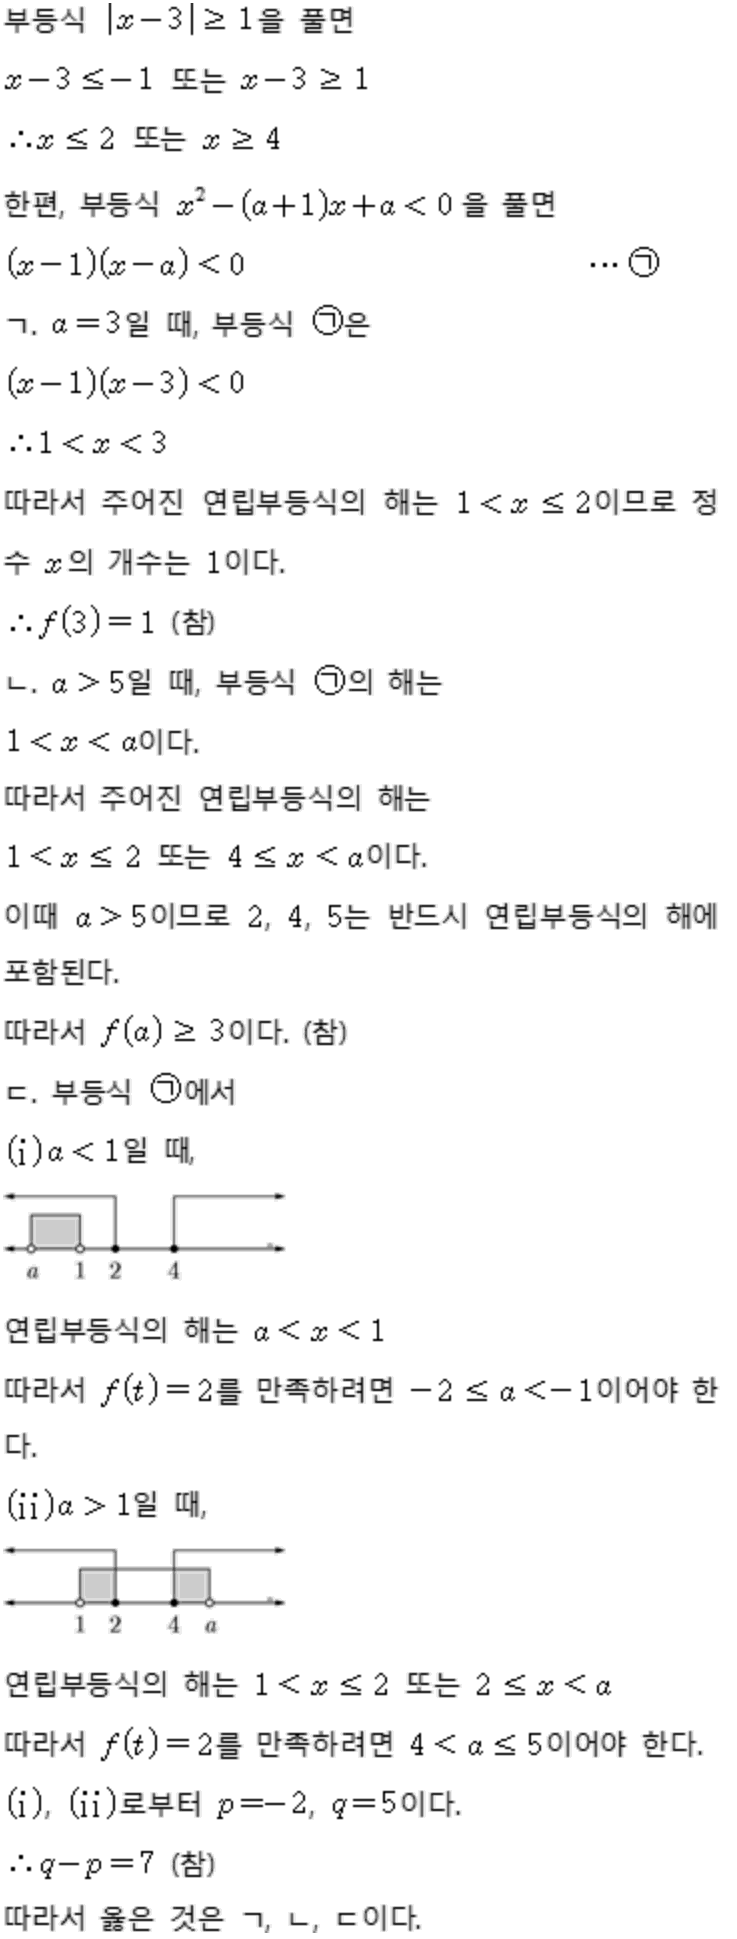 부등식 |x-3| ≥ 1을 풀면
x-3 ≤ -1 또는 x-3 ≥ 1
∴x ≤ 2 또는 x ≥ 4
한편, 부등식 x²-(a+1)x+a < 0을 풀면
(x-1)(x-a) < 0 … ㉠
ㄱ. a=3일 때, 부등식 ㉠은
(x-1)(x-3) < 0
∴1 < x < 3
따라서 주어진 연립부등식의 해는 1 < x ≤ 2이므로 정
수 x의 개수는 1이다.
∴f(3)=1 (참)
ㄴ. a > 5일 때, 부등식 ㉠의 해는
1 < x < a이다.
따라서 주어진 연립부등식의 해는
1 < x ≤ 2 또는 4 ≤ x < a이다.
이때 a > 5이므로 2, 4, 5는 반드시 연립부등식의 해에
포함된다.
따라서 f(a) ≥ 3이다. (참)
ㄷ. 부등식 ㉠에서
(i)a < 1일 때,
a 1 2 4
연립부등식의 해는 a < x < 1
따라서 f(t)=2를 만족하려면 -2 ≤ a < -1이어야 한
다.
(ii)a > 1일 때,
1 2 4 a
연립부등식의 해는 1 < x ≤ 2 또는 2 ≤ x < a
따라서 f(t)=2를 만족하려면 4 < a ≤ 5이어야 한다.
(i), (ii)로부터 p=-2, q=5이다.
∴q-p=7 (참)
따라서 옳은 것은 ㄱ, ㄴ, ㄷ이다.